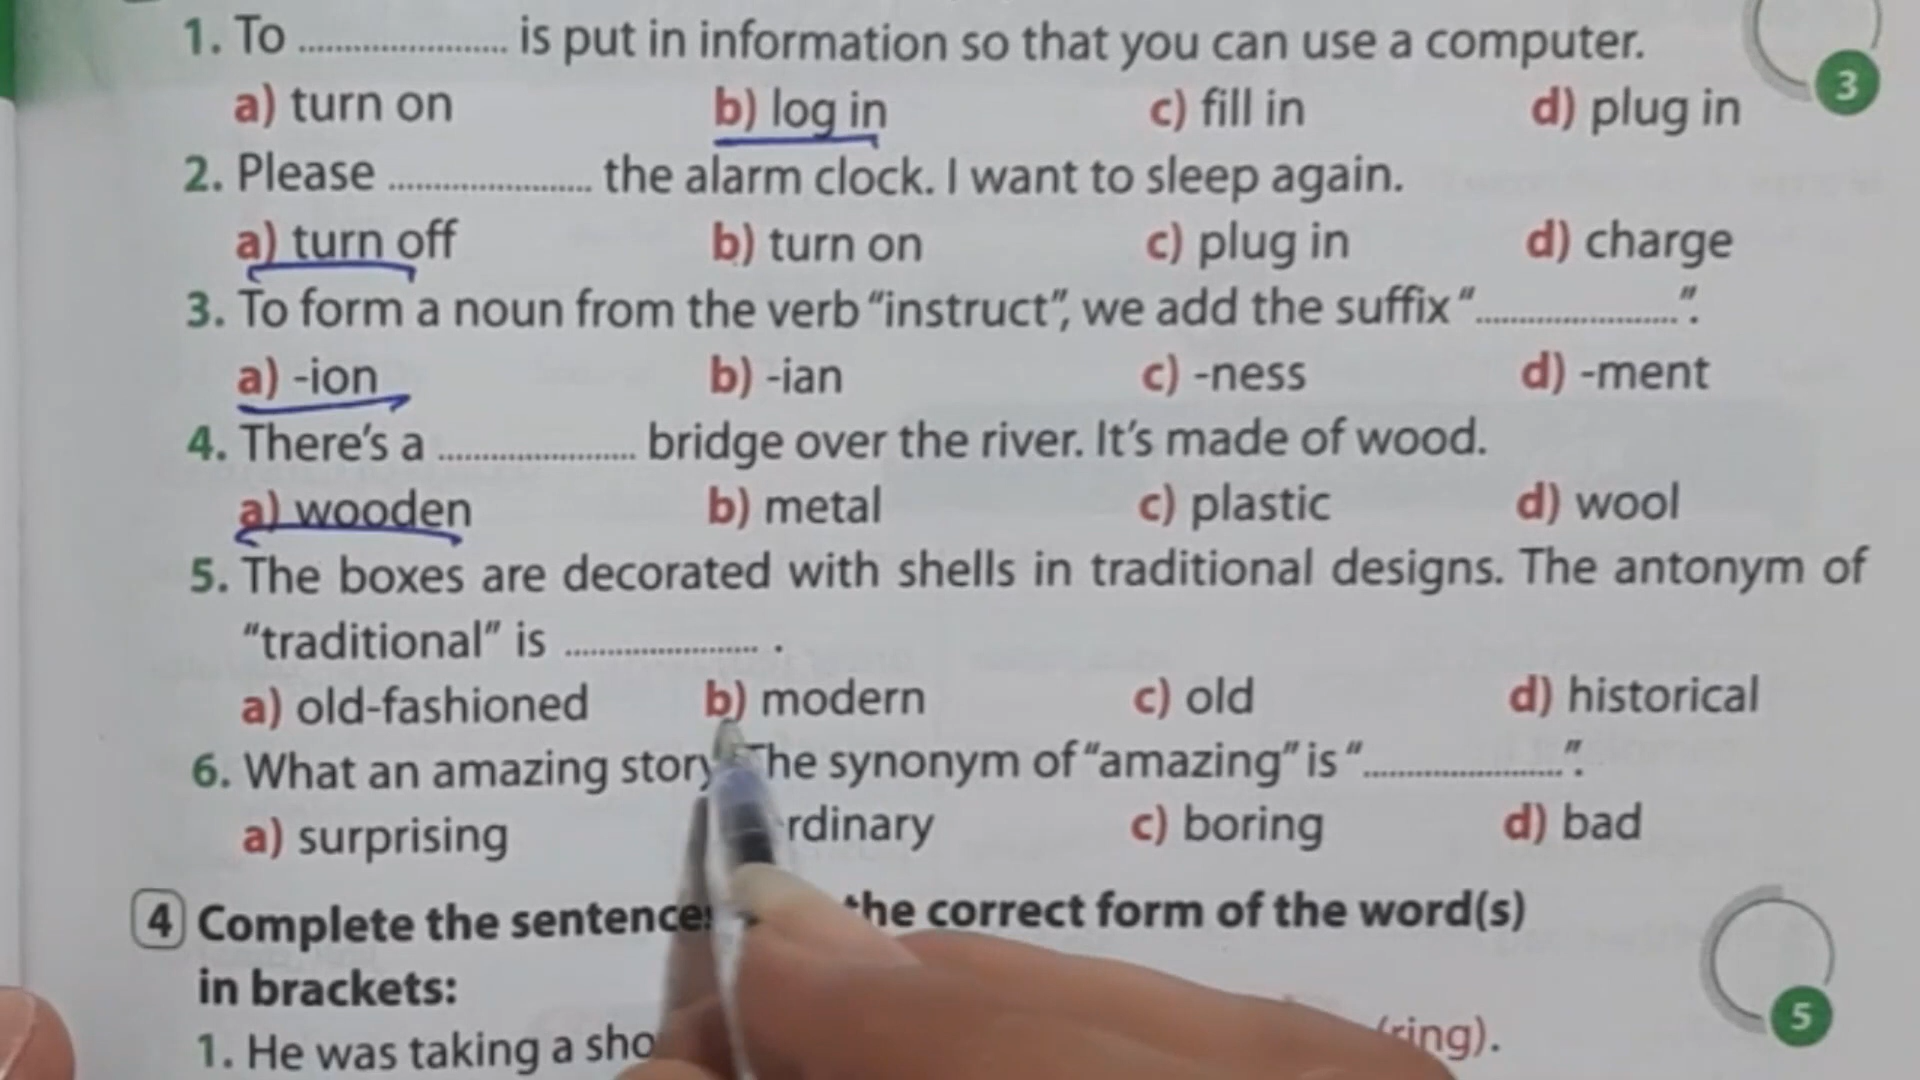 1. To ...................... is put in information so that you can use a computer.
a) turn on b) log in c) fill in d) plug in
3
2. Please ...................... the alarm clock. I want to sleep again.
a) turn off b) turn on c) plug in d) charge
3. To form a noun from the verb “instruct”, we add the suffix “......................”.
a) -ion b) -ian c) -ness d) -ment
4. There’s a ...................... bridge over the river. It’s made of wood.
a) wooden b) metal c) plastic d) wool
5. The boxes are decorated with shells in traditional designs. The antonym of
“traditional” is ...................... .
a) old-fashioned b) modern c) old d) historical
6. What an amazing story The synonym of “amazing” is “......................”.
a) surprising rdinary c) boring d) bad
4 Complete the sentences the correct form of the word(s)
in brackets:
5
1. He was taking a sho (ring).